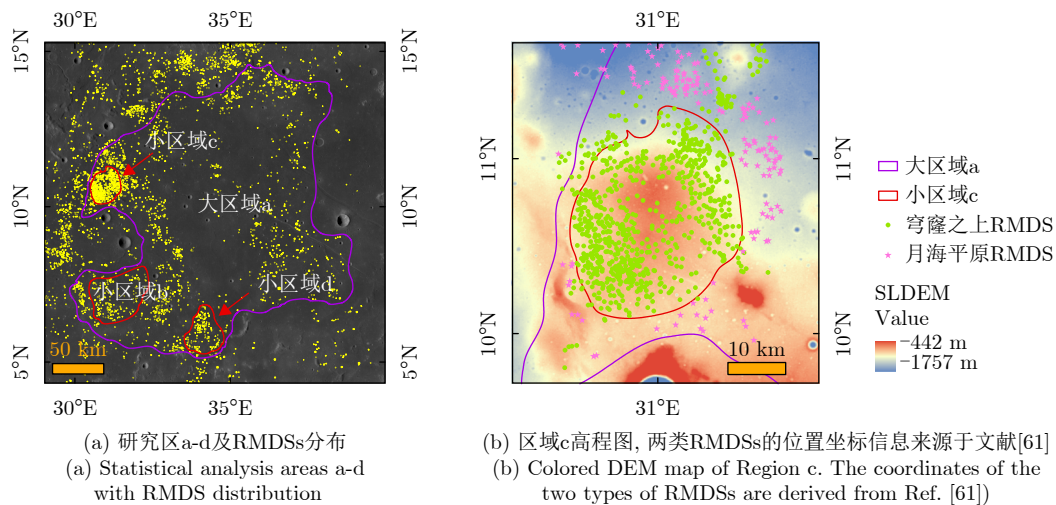 30°E
35°E
15°N
10°N
5°N
15°N
10°N
5°N
小区域c
大区域a
小区域b
小区域d
50 km
30°E
35°E
(a) 研究区a-d及RMDSs分布
(a) Statistical analysis areas a-d
with RMDS distribution
31°E
11°N
10°N
11°N
10°N
10 km
31°E
大区域a
小区域c
穹窿之上RMDS
月海平原RMDS
SLDEM
Value
–442 m
–1757 m
(b) 区域c高程图, 两类RMDSs的位置坐标信息来源于文献[61]
(b) Colored DEM map of Region c. The coordinates of the
two types of RMDSs are derived from Ref. [61])